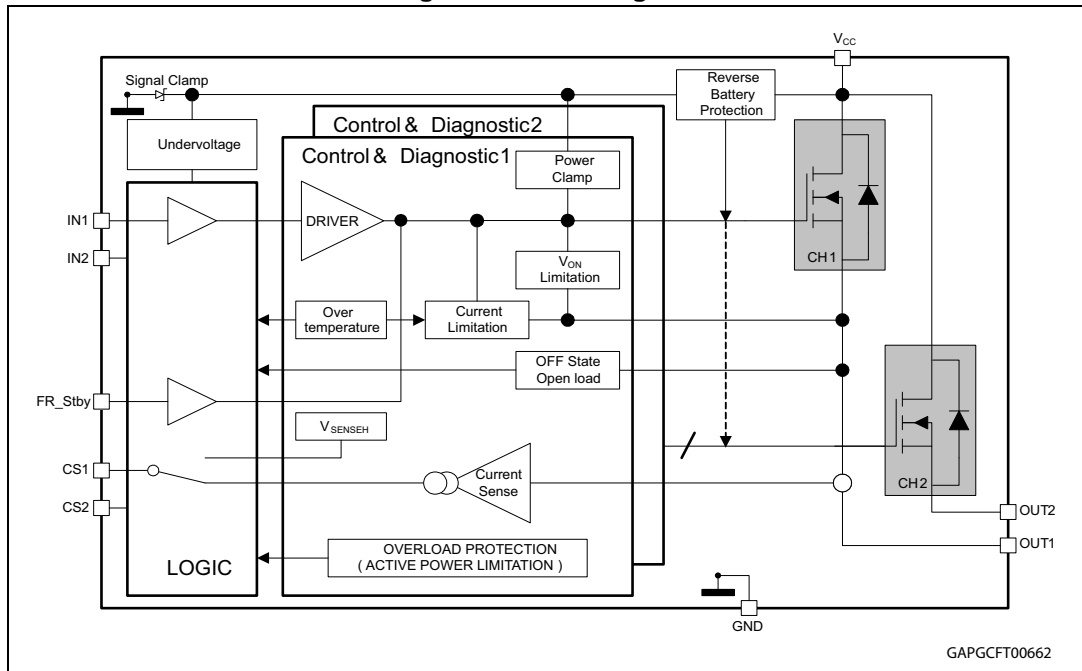 VCC
Signal Clamp
Reverse
Battery
Protection
Control & Diagnostic2
Undervoltage
Control & Diagnostic1
Power
Clamp
IN1
DRIVER
IN2
VON
Limitation
CH1
Over
temperature
Current
Limitation
OFF State
Open load
FR_Stby
VSENSEH
CS1
Current
Sense
CS2
CH2
OUT2
OUT1
LOGIC
OVERLOAD PROTECTION
( ACTIVE POWER LIMITATION )
GND
GAPGCFT00662